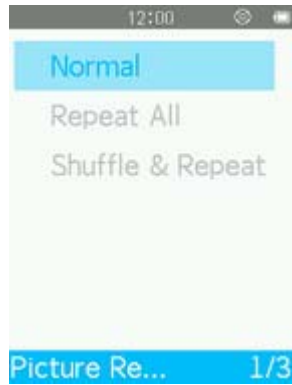 12:00
Normal
Repeat All
Shuffle & Repeat
Picture Re... 1/3